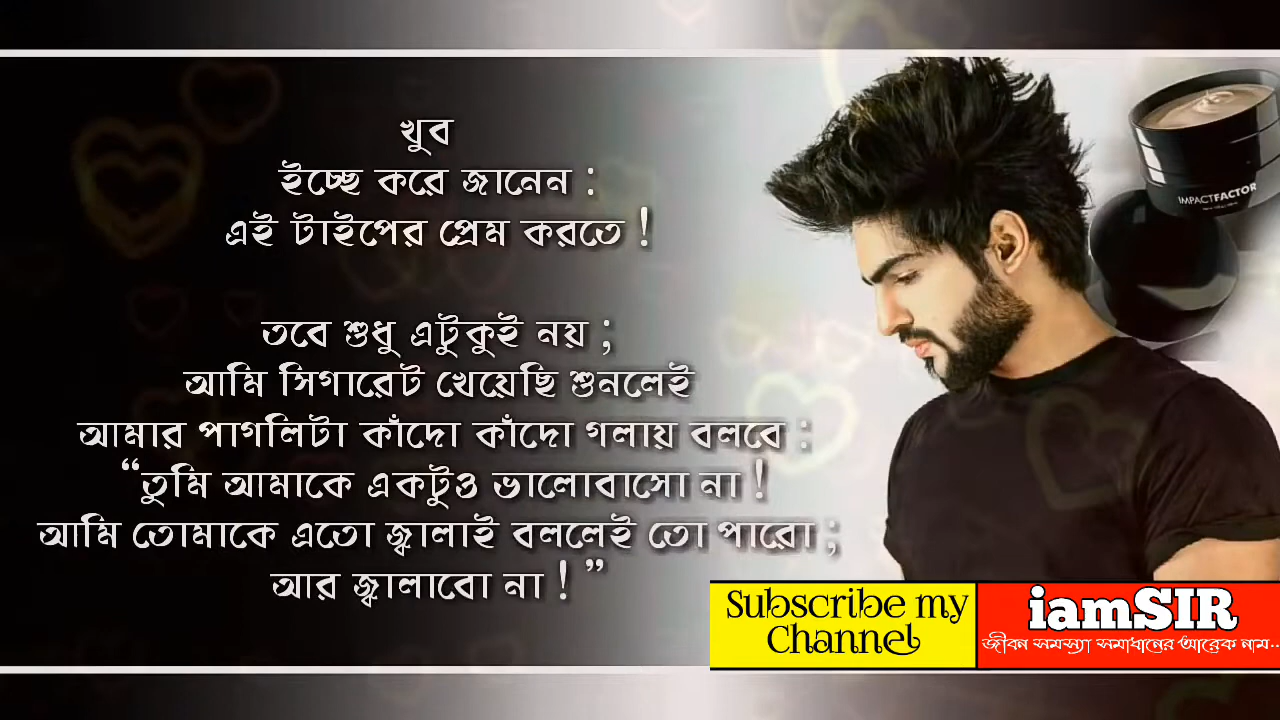 খুব
ইচ্ছে করে জানেন :
এই টাইপের প্রেম করতে !
তবে শুধু এটুকুই নয় ;
আমি সিগারেট খেয়েছি শুনলেই
আমার পাগলিটা কাঁদো কাঁদো গলায় বলবে :
“তুমি আমাকে একটুও ভালোবাসো না !
আমি তোমাকে এতো জ্বালাই বললেই তো পারো ;
আর জ্বালাবো না ! ”
IMPACTFACTOR
Subscribe my
Channel
iamSIR
জীবন সমস্যা সমাধানের আরেক নাম..